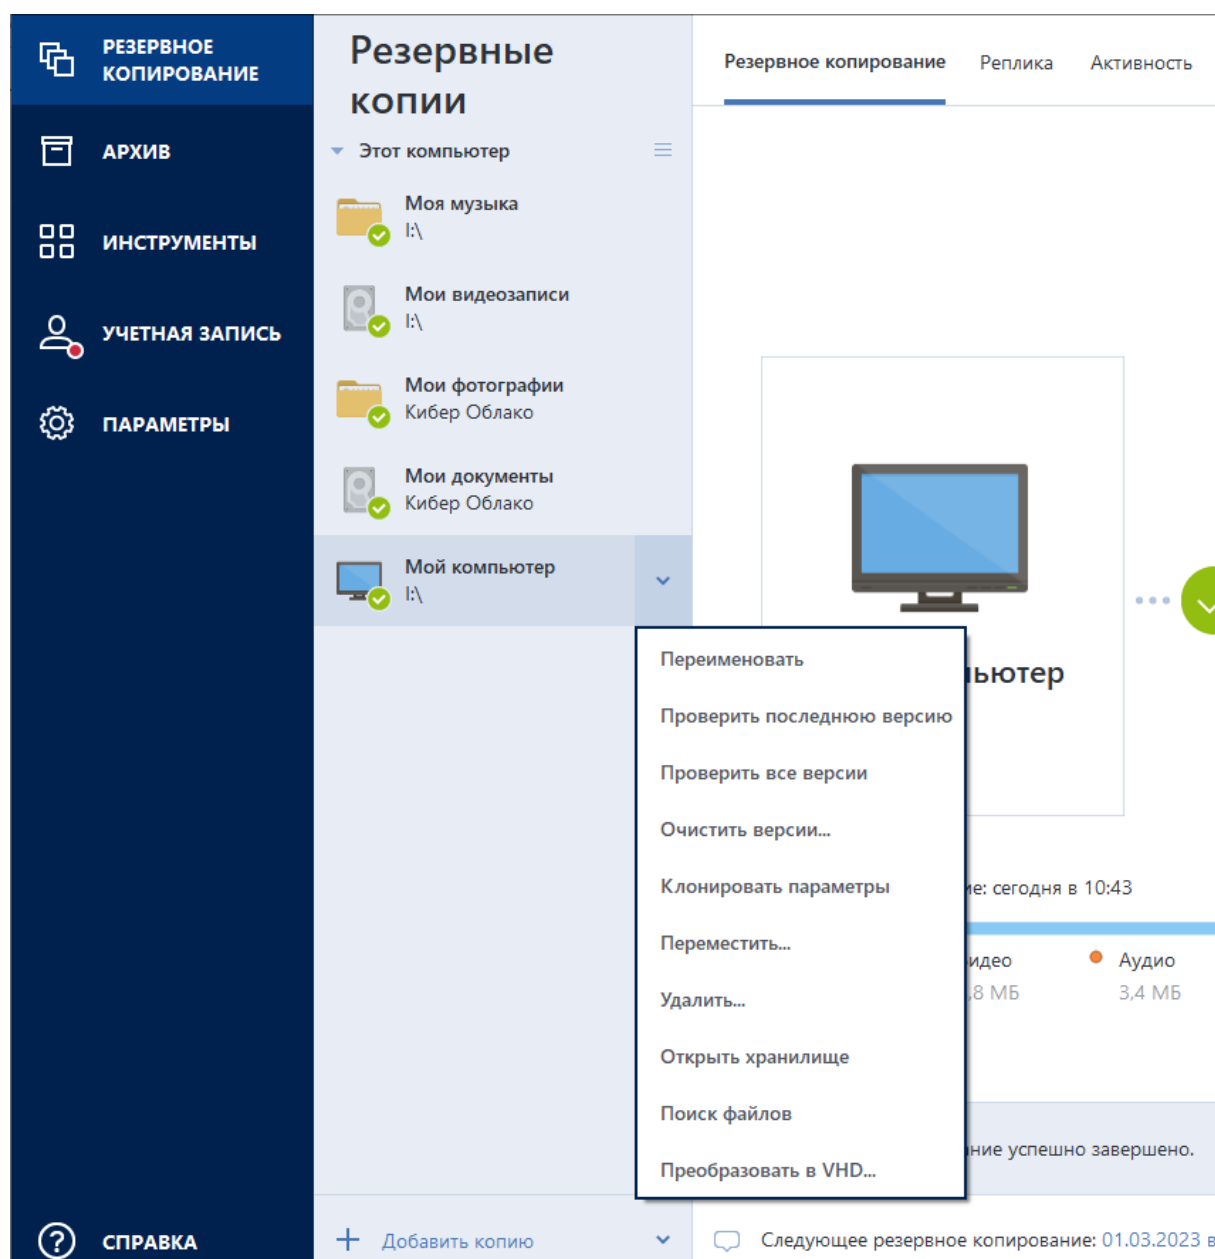 РЕЗЕРВНОЕ
КОПИРОВАНИЕ
АРХИВ
ИНСТРУМЕНТЫ
УЧЕТНАЯ ЗАПИСЬ
ПАРАМЕТРЫ
СПРАВКА
Резервные
копии
Этот компьютер
Моя музыка
I:\
Мои видеозаписи
I:\
Мои фотографии
Кибер Облако
Мои документы
Кибер Облако
Мой компьютер
I:\
Добавить копию
Переименовать
Проверить последнюю версию
Проверить все версии
Очистить версии...
Клонировать параметры
Переместить...
Удалить...
Открыть хранилище
Поиск файлов
Преобразовать в VHD...
Резервное копирование
Реплика
Активность
ьютер
ие: сегодня в 10:43
идео
Аудио
,8 МБ
3,4 МБ
ние успешно завершено.
Следующее резервное копирование: 01.03.2023 в